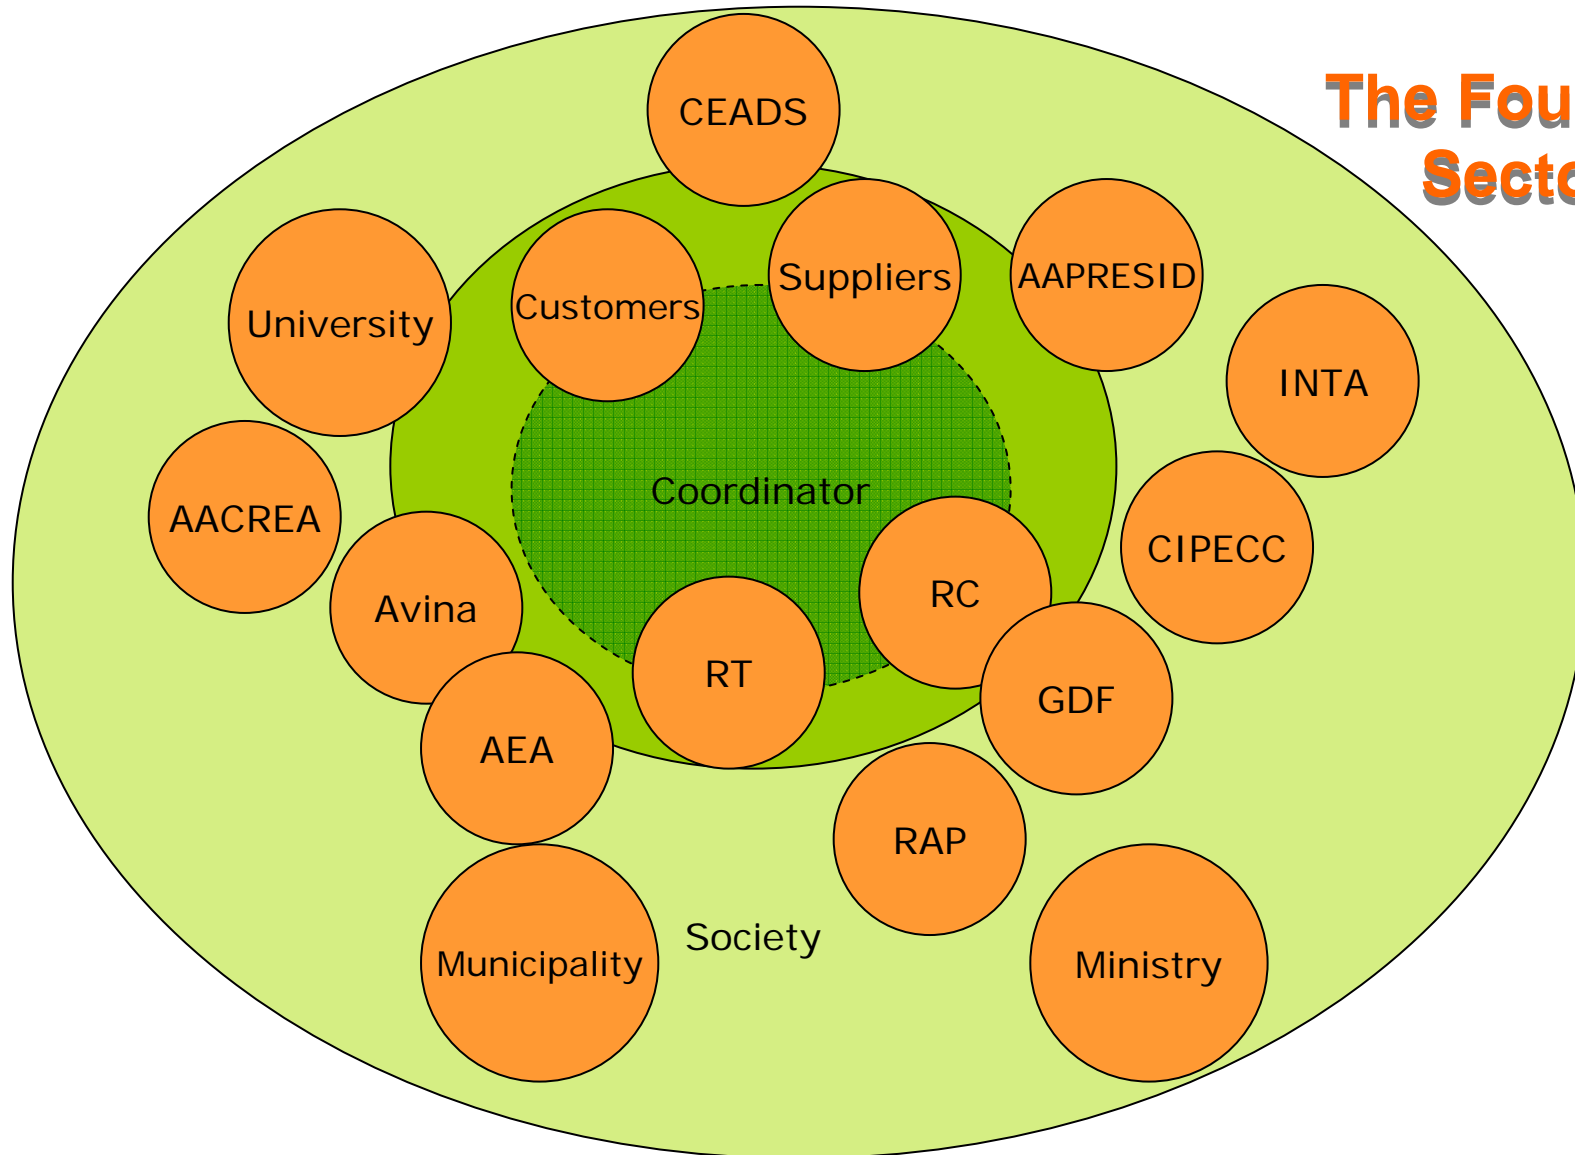 The Fou
Secto
CEADS
Suppliers
AAPRESID
Customers
University
INTA
Coordinator
AACREA
CIPECC
Avina
RC
RT
GDF
AEA
RAP
Society
Municipality
Ministry